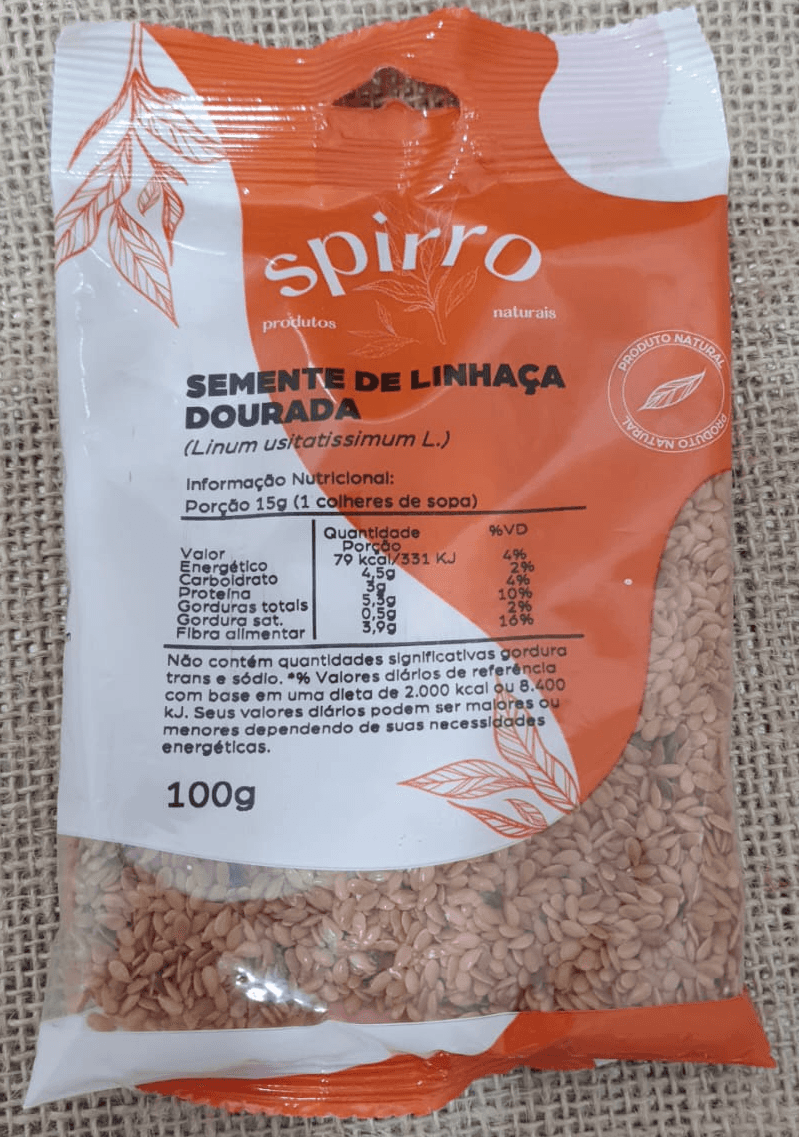 spirro
produtos naturais
PRODUTO NATURAL
PRODUTO NATURAL
SEMENTE DE LINHAÇA
DOURADA
(Linum usitatissimum L.)
Informação Nutricional:
Porção 15g (1 colheres de sopa)
Quantidade %VD
Porção
Valor 79 kcal/331 KJ 4%
Energético 4,5g 2%
Carboidrato 3g 4%
Proteína 5,3g 10%
Gorduras totais 0,5g 2%
Gordura sat. 3,9g 16%
Fibra alimentar
Não contém quantidades significativas gordura
trans e sódio. *% Valores diários de referência
com base em uma dieta de 2.000 kcal ou 8.400
kJ. Seus valores diários podem ser maiores ou
menores dependendo de suas necessidades
energéticas.
100g